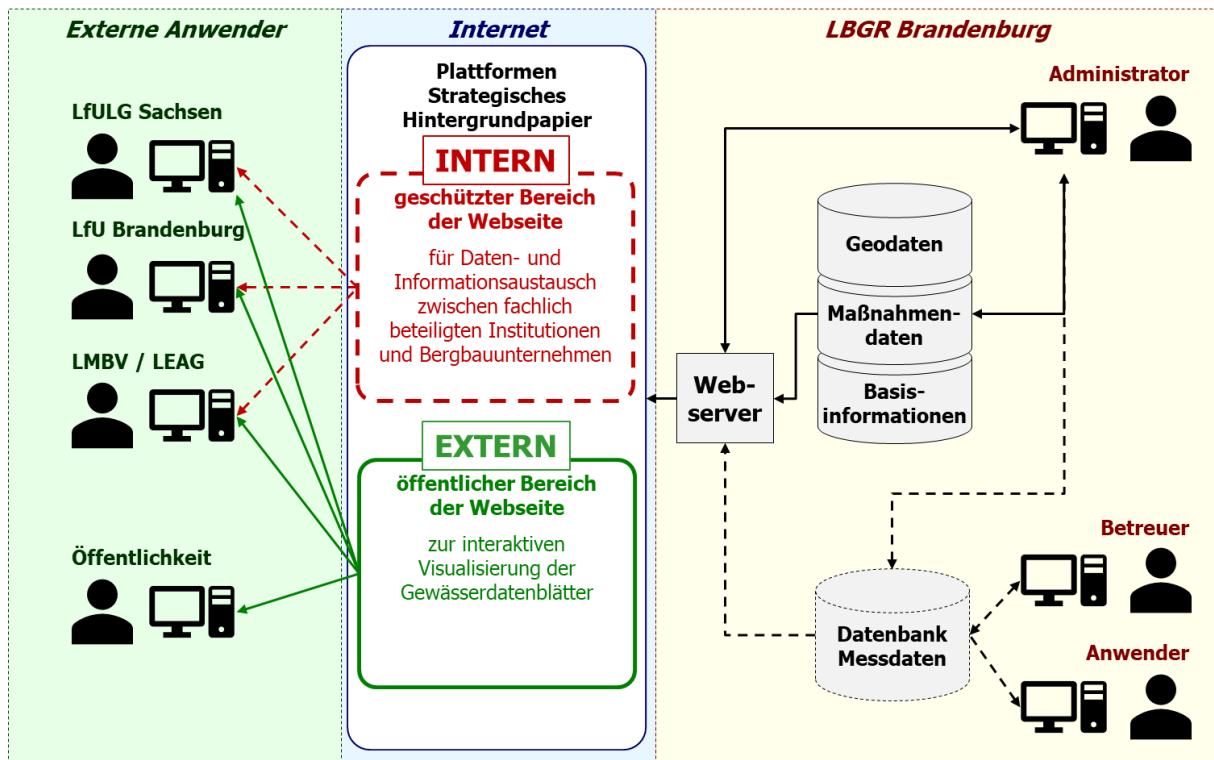 Externe Anwender
LfULG Sachsen
LfU Brandenburg
LMBV / LEAG
Öffentlichkeit
Internet
Plattformen
Strategisches
Hintergrundpapier
INTERN
geschützter Bereich
der Webseite
für Daten- und
Informationsaustausch
zwischen fachlich
beteiligten Institutionen
und Bergbauunternehmen
EXTERN
öffentlicher Bereich
der Webseite
zur interaktiven
Visualisierung der
Gewässerdatenblätter
LBGR Brandenburg
Administrator
Geodaten
Maßnahmen-
daten
Basis-
informationen
Web-
server
Betreuer
Datenbank
Messdaten
Anwender